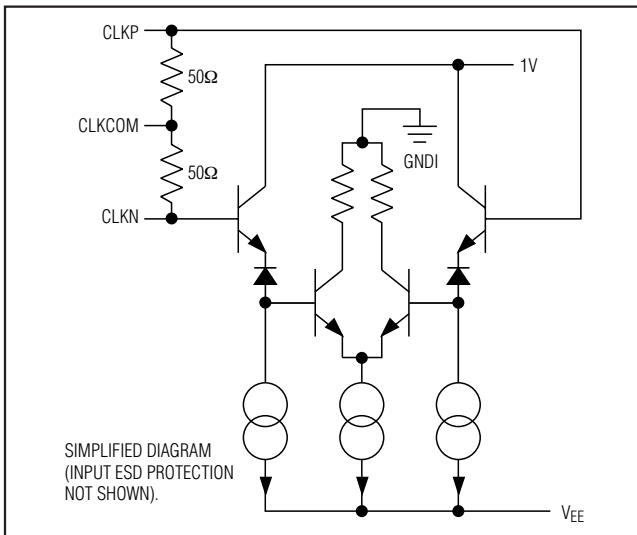 CLKP
50Ω
1V
CLKCOM
GNDI
50Ω
CLKN
SIMPLIFIED DIAGRAM
(INPUT ESD PROTECTION
NOT SHOWN).
VEE